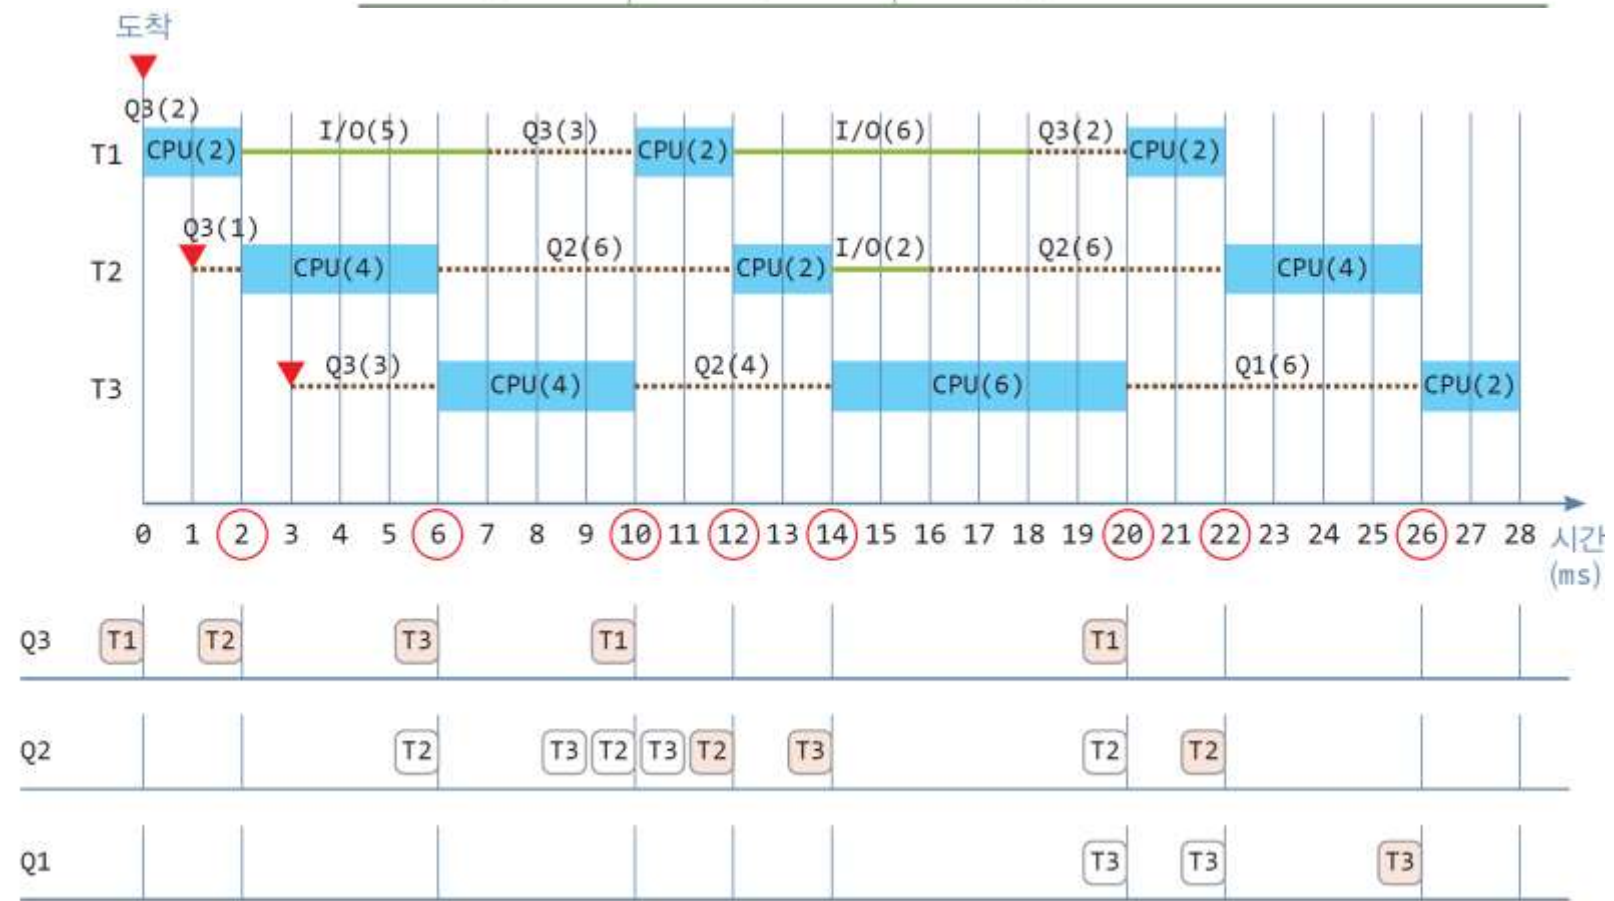 도착
Q3(2)
I/O(5) Q3(3) I/O(6) Q3(2)
T1 CPU(2) CPU(2) CPU(2)
Q3(1)
Q2(6) I/O(2) Q2(6)
T2 CPU(4) CPU(2) CPU(4)
Q3(3) Q2(4) Q1(6)
T3 CPU(4) CPU(6) CPU(2)
0 1 2 3 4 5 6 7 8 9 10 11 12 13 14 15 16 17 18 19 20 21 22 23 24 25 26 27 28 시간
(ms)
Q3 T1 T2 T3 T1 T1
Q2 T2 T3 T2 T3 T2 T3 T2 T2
Q1 T3 T3 T3